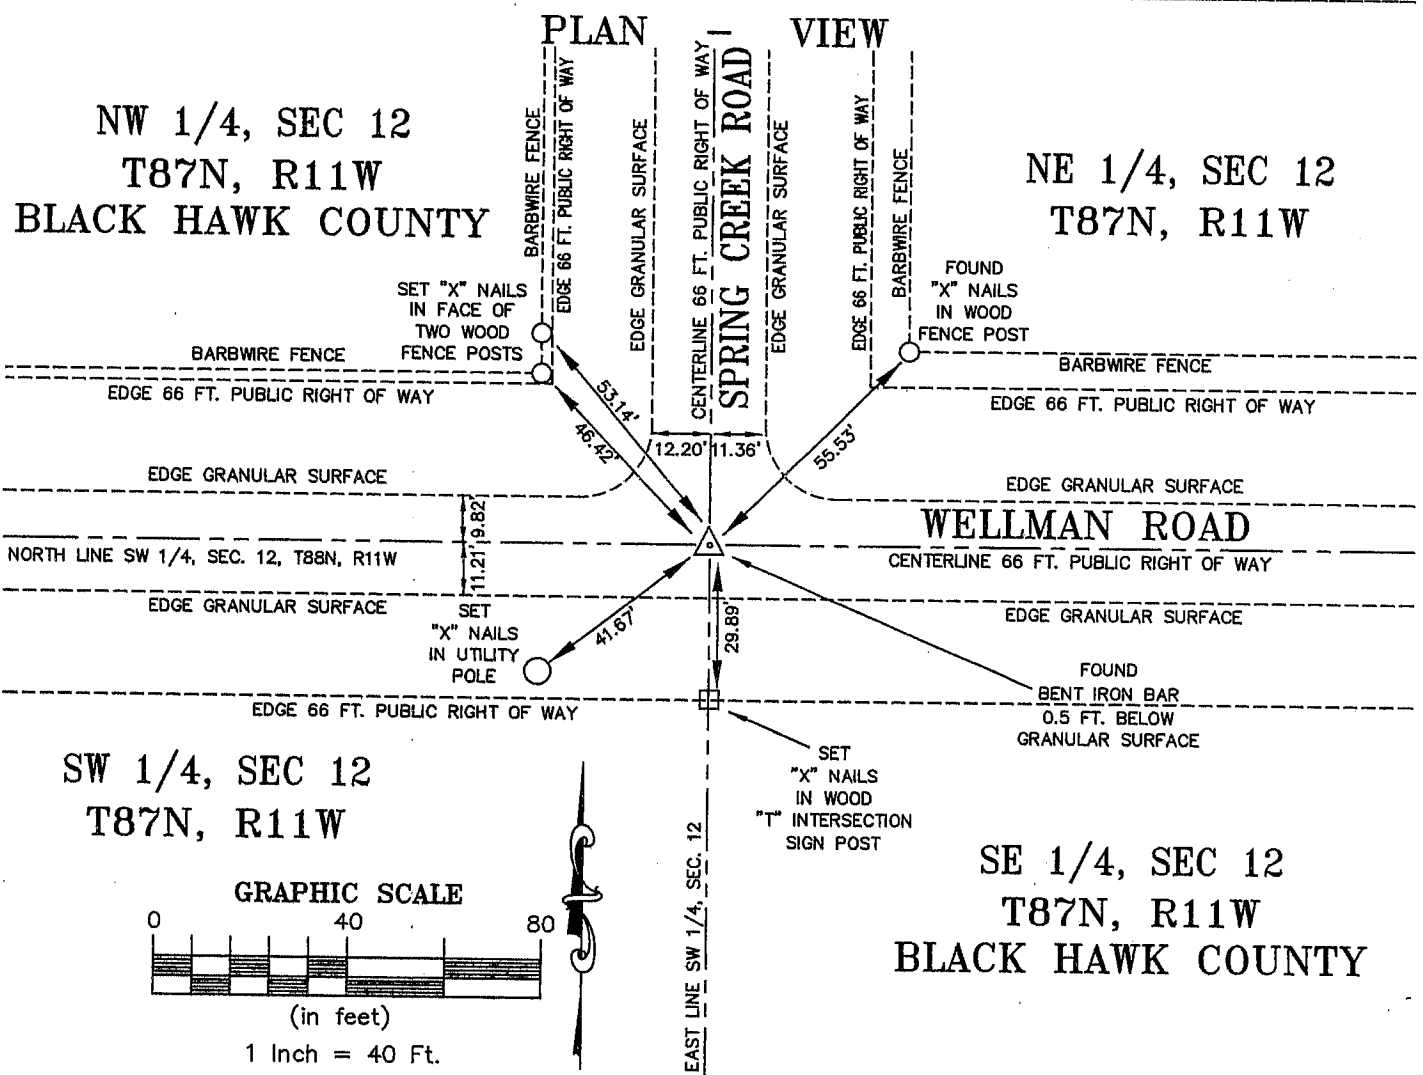 PLAN VIEW
NW 1/4, SEC 12
T87N, R11W
BLACK HAWK COUNTY
NE 1/4, SEC 12
T87N, R11W
BARBWIRE FENCE
EDGE 66 FT. PUBLIC RIGHT OF WAY
EDGE GRANULAR SURFACE
CENTERLINE 66 FT. PUBLIC RIGHT OF WAY
SPRING CREEK ROAD
EDGE GRANULAR SURFACE
EDGE 66 FT. PUBLIC RIGHT OF WAY
BARBWIRE FENCE
SET "X" NAILS
IN FACE OF
TWO WOOD
FENCE POSTS
FOUND
"X" NAILS
IN WOOD
FENCE POST
BARBWIRE FENCE
EDGE 66 FT. PUBLIC RIGHT OF WAY
BARBWIRE FENCE
EDGE 66 FT. PUBLIC RIGHT OF WAY
53.14'
46.42'
12.20' 11.36'
55.53'
EDGE GRANULAR SURFACE
EDGE GRANULAR SURFACE
9.82'
11.21'
WELLMAN ROAD
NORTH LINE SW 1/4, SEC. 12, T88N, R11W
CENTERLINE 66 FT. PUBLIC RIGHT OF WAY
EDGE GRANULAR SURFACE
EDGE GRANULAR SURFACE
SET
"X" NAILS
IN UTILITY
POLE
41.67'
29.89'
FOUND
BENT IRON BAR
0.5 FT. BELOW
GRANULAR SURFACE
EDGE 66 FT. PUBLIC RIGHT OF WAY
SET
"X" NAILS
IN WOOD
"T" INTERSECTION
SIGN POST
SW 1/4, SEC 12
T87N, R11W
EAST LINE SW 1/4, SEC. 12
SE 1/4, SEC 12
T87N, R11W
BLACK HAWK COUNTY
GRAPHIC SCALE
0 40 80
(in feet)
1 Inch = 40 Ft.